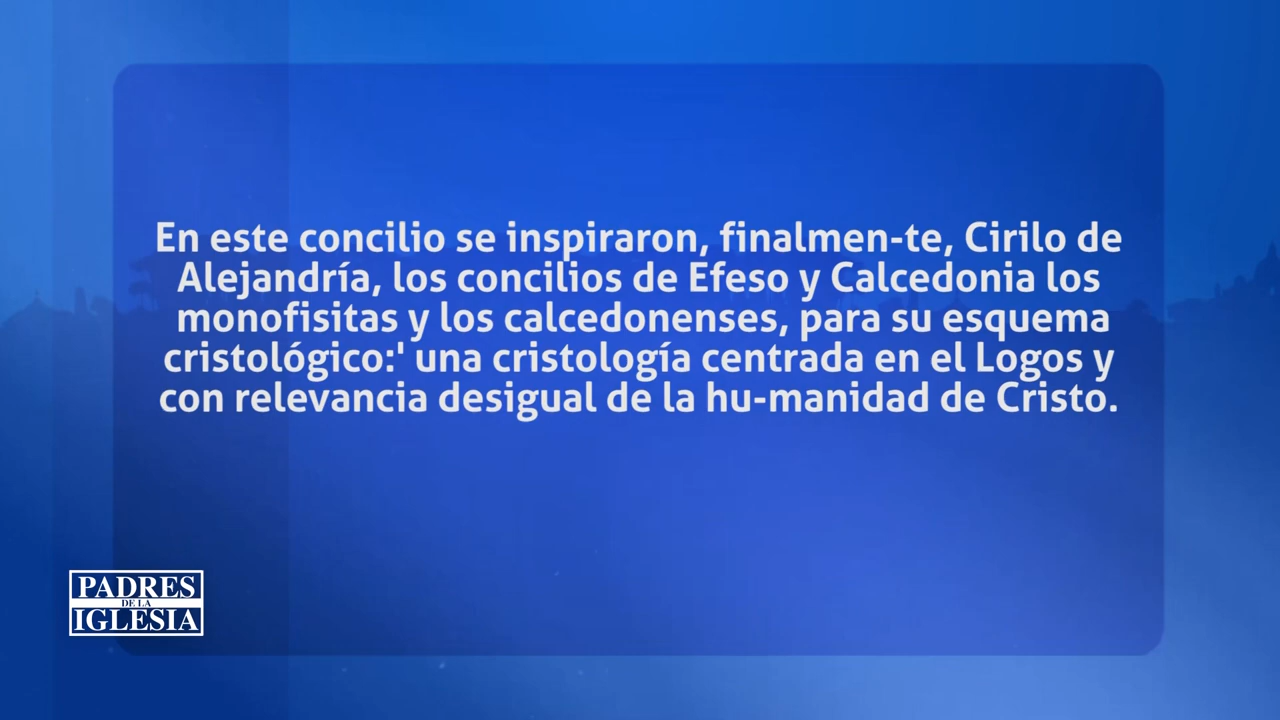 En este concilio se inspiraron, finalmen-te, Cirilo de
Alejandría, los concilios de Efeso y Calcedonia los
monofisitas y los calcedonenses, para su esquema
cristológico:' una cristología centrada en el Logos y
con relevancia desigual de la hu-manidad de Cristo.
PADRES
DE LA
IGLESIA